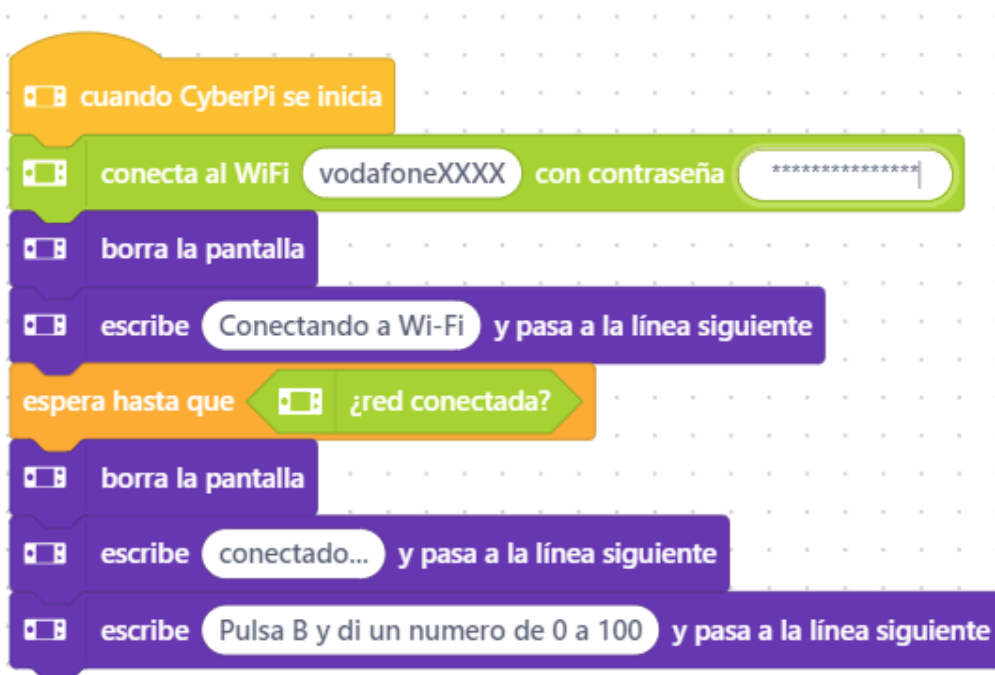 cuando CyberPi se inicia
conecta al WiFi vodafoneXXXX con contraseña ***************
borra la pantalla
escribe Conectando a Wi-Fi y pasa a la línea siguiente
espera hasta que ¿red conectada?
borra la pantalla
escribe conectado... y pasa a la línea siguiente
escribe Pulsa B y di un numero de 0 a 100 y pasa a la línea siguiente